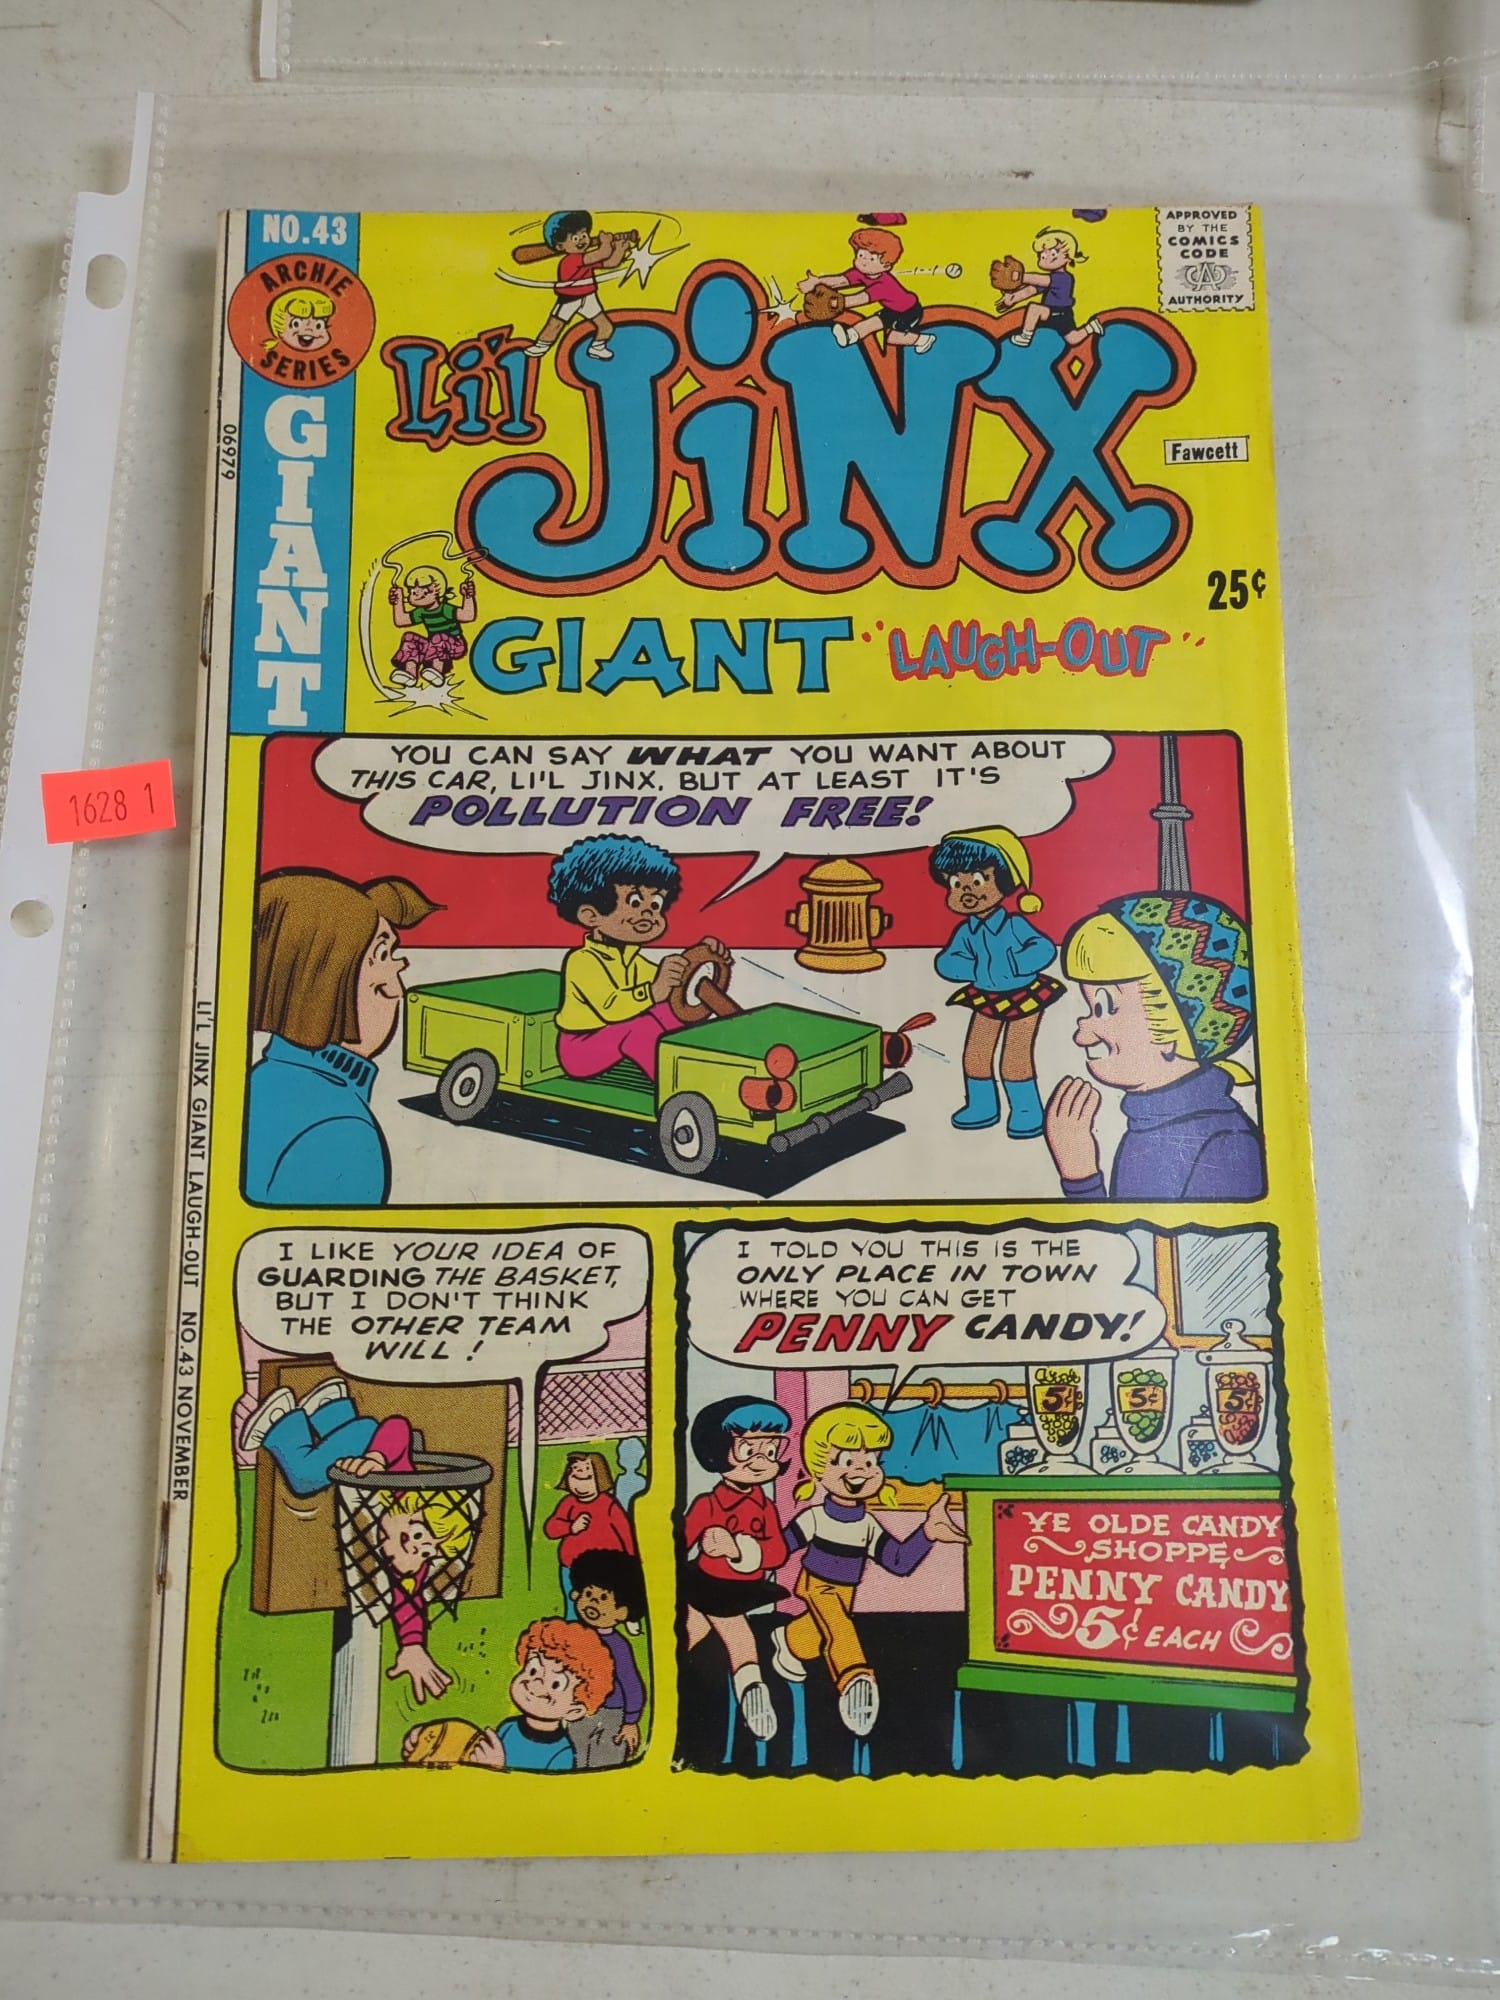 NO.43
ARCHIE
SERIES
GIANT
06979
LI'L JINX GIANT LAUGH-OUT NO.43 NOVEMBER
1628 1
APPROVED
BY THE
COMICS
CODE
CA
AUTHORITY
Li'l JiNX
Fawcett
25¢
GIANT "LAUGH-OUT"
YOU CAN SAY WHAT YOU WANT ABOUT
THIS CAR, LI'L JINX, BUT AT LEAST IT'S
POLLUTION FREE!
I LIKE YOUR IDEA OF
GUARDING THE BASKET,
BUT I DON'T THINK
THE OTHER TEAM
WILL!
I TOLD YOU THIS IS THE
ONLY PLACE IN TOWN
WHERE YOU CAN GET
PENNY CANDY!
5¢
5¢
5¢
YE OLDE CANDY
SHOPPE
PENNY CANDY
5¢ EACH